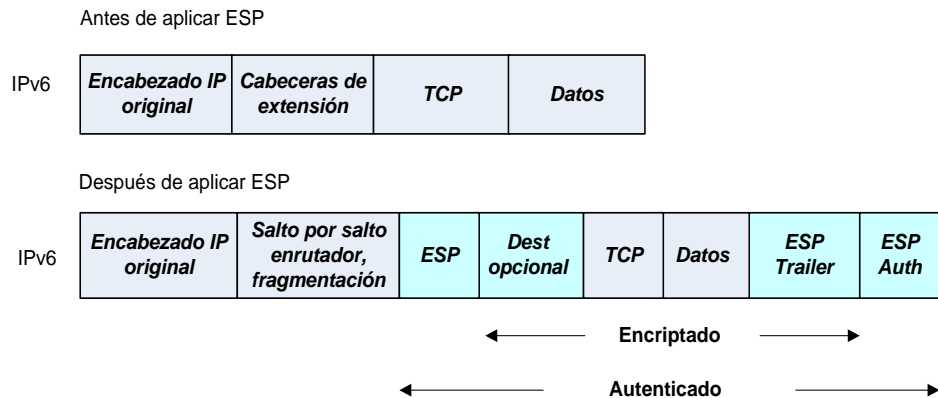 Antes de aplicar ESP
IPv6
Encabezado IP
original
Cabeceras de
extensión
TCP
Datos
Después de aplicar ESP
IPv6
Encabezado IP
original
Salto por salto
enrutador,
fragmentación
ESP
Dest
opcional
TCP
Datos
ESP
Trailer
ESP
Auth
Encriptado
Autenticado